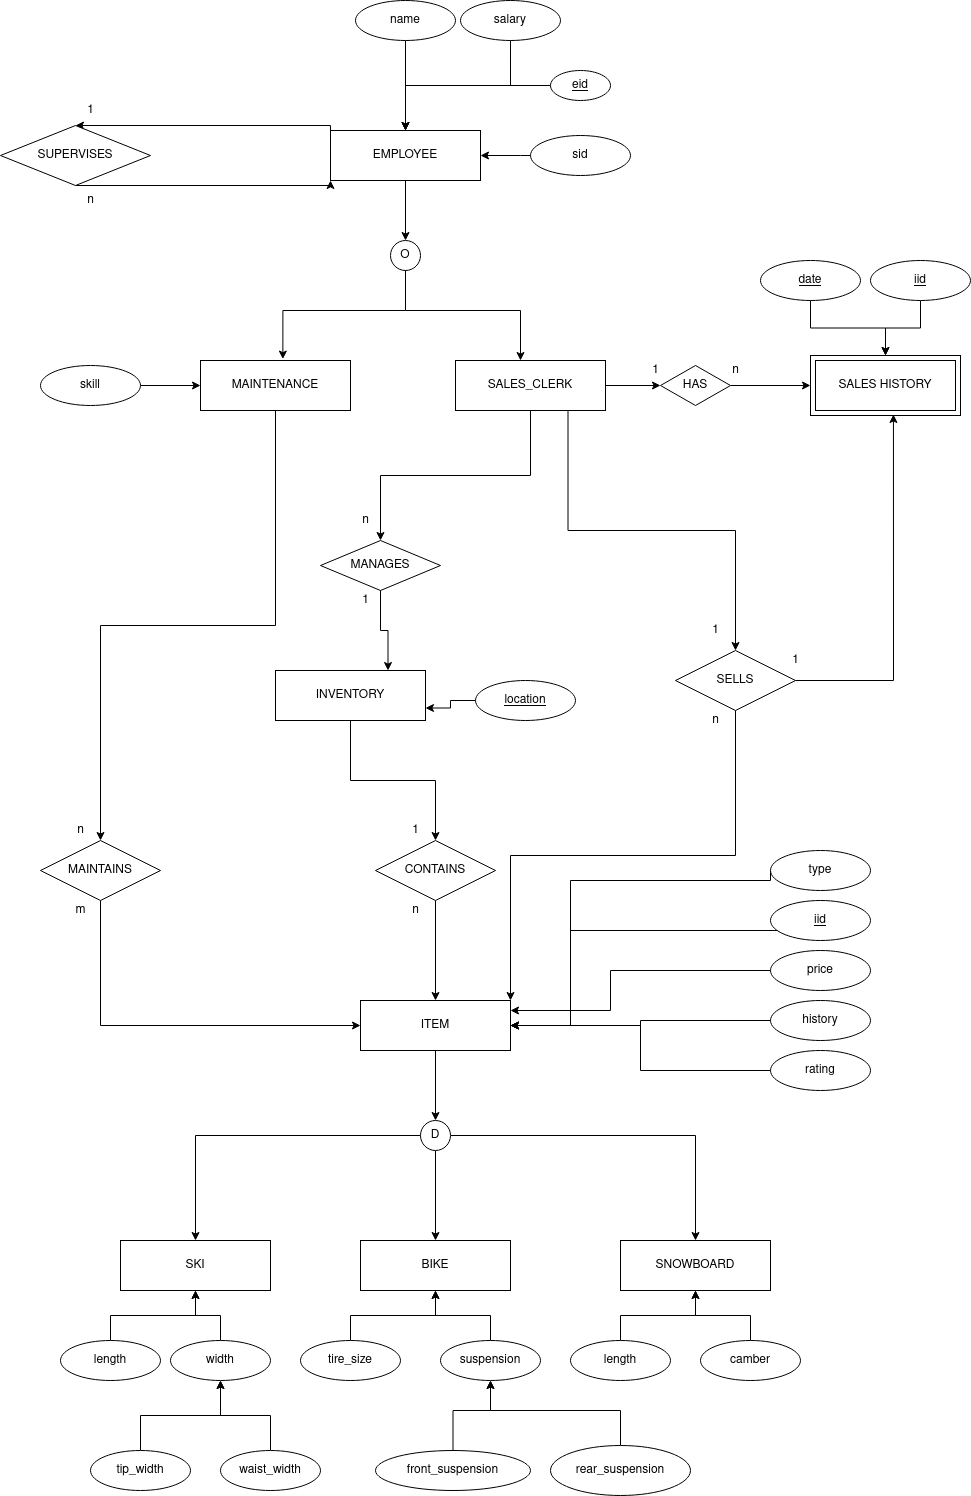 name
salary
eid
1
SUPERVISES
EMPLOYEE
sid
n
O
date
iid
skill
MAINTENANCE
SALES_CLERK
1
HAS
n
SALES HISTORY
n
MANAGES
1
1
SELLS
1
n
INVENTORY
location
n
MAINTAINS
m
1
CONTAINS
n
type
iid
price
history
rating
ITEM
D
SKI
BIKE
SNOWBOARD
length
width
tire_size
suspension
length
camber
tip_width
waist_width
front_suspension
rear_suspension